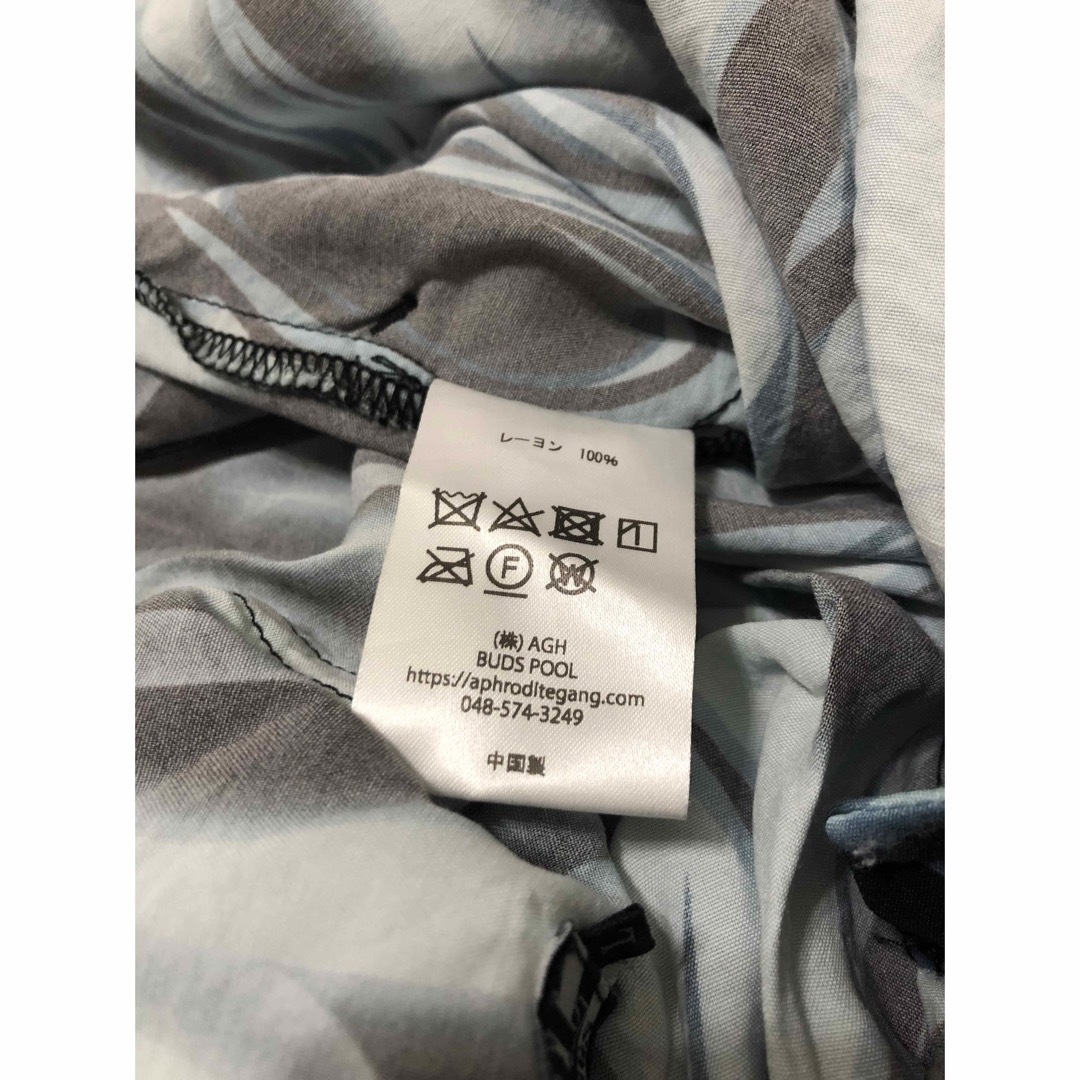 レーヨン 100%
F
W
(株) AGH
BUDS POOL
https://aphroditegang.com
048-574-3249
中国製
L